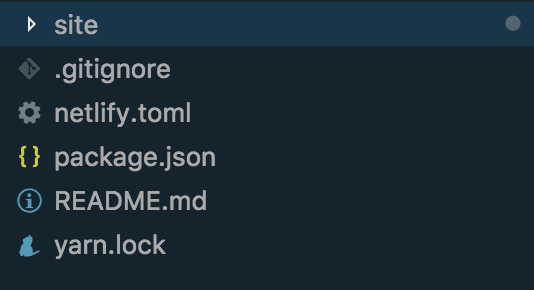 site
.gitignore
netlify.toml
package.json
README.md
yarn.lock